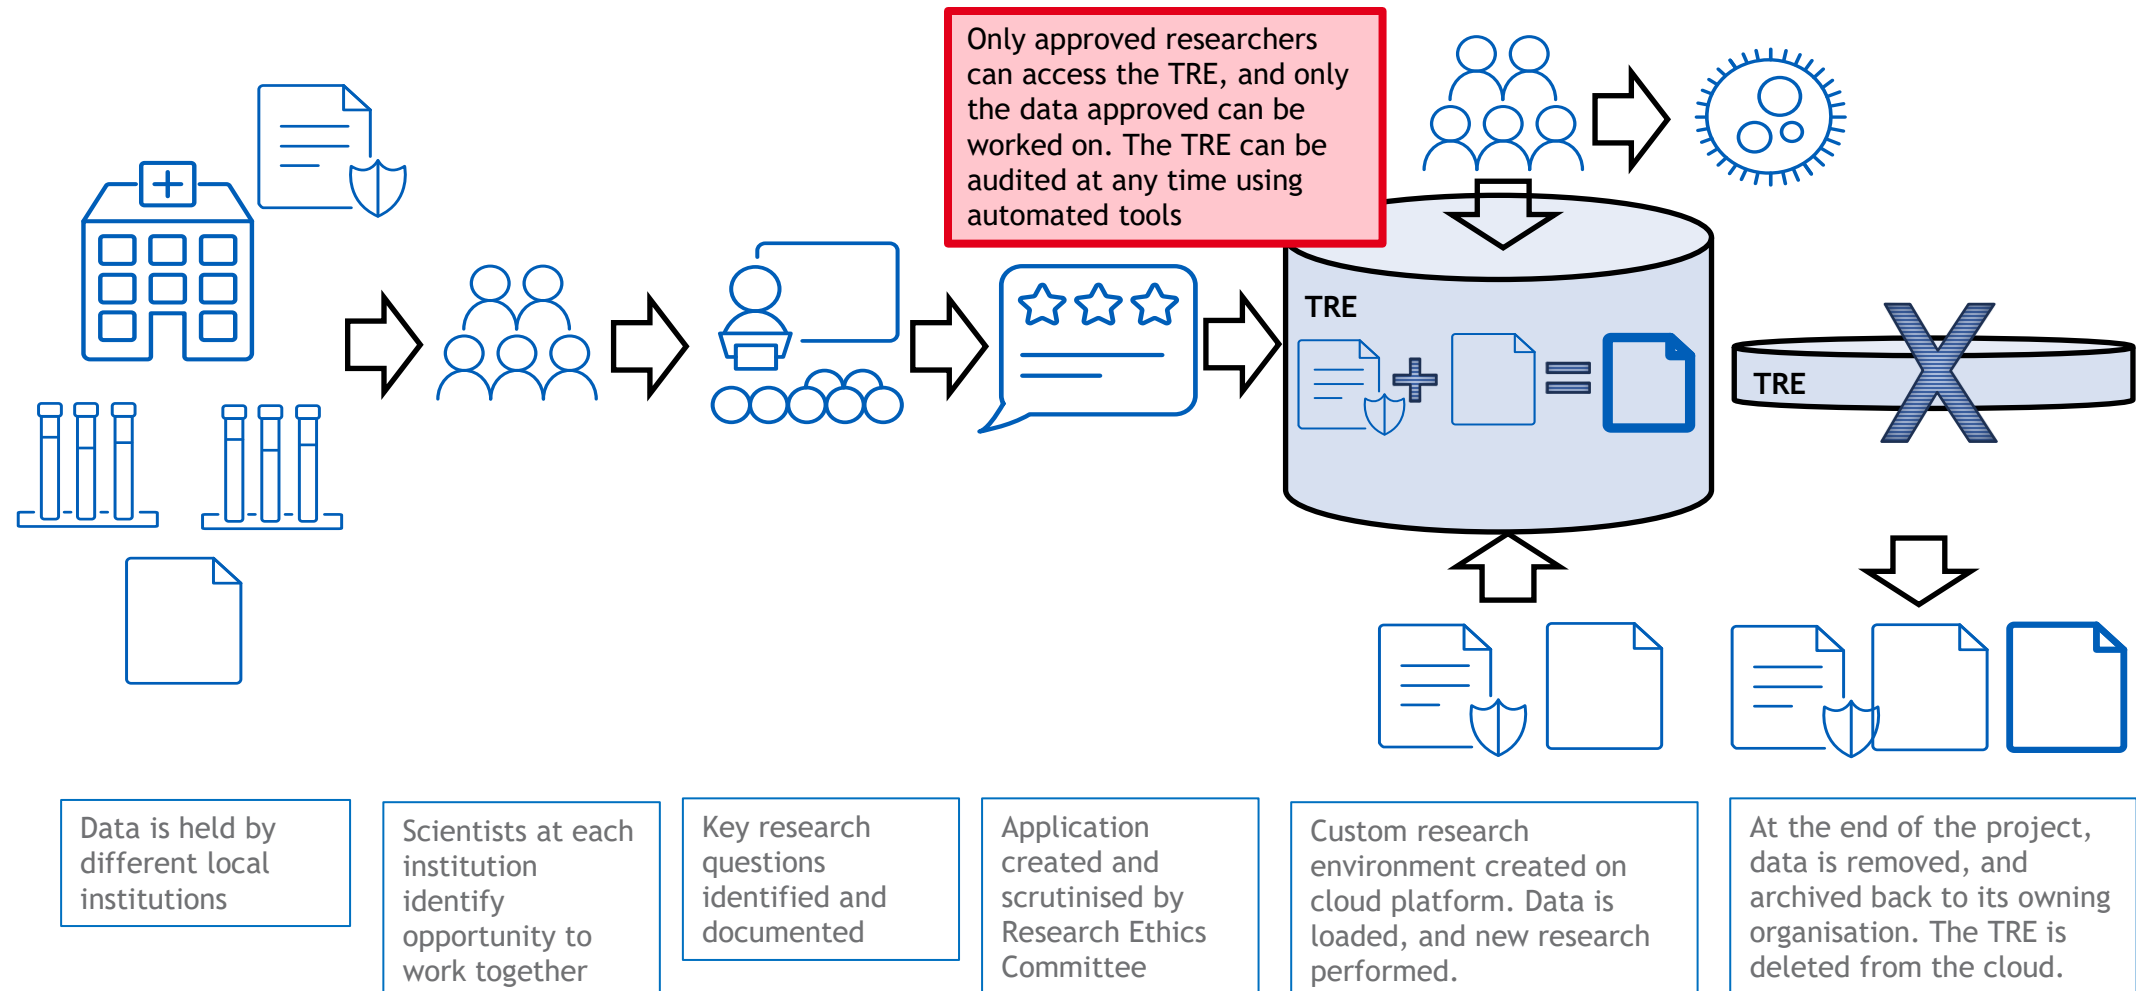 Only approved researchers
can access the TRE, and only
the data approved can be
worked on. The TRE can be
audited at any time using
automated tools
TRE
TRE
Data is held by
different local
institutions
Scientists at each
institution
identify
opportunity to
work together
Key research
questions
identified and
documented
Application
created and
scrutinised by
Research Ethics
Committee
Custom research
environment created on
cloud platform. Data is
loaded, and new research
performed.
At the end of the project,
data is removed, and
archived back to its owning
organisation. The TRE is
deleted from the cloud.